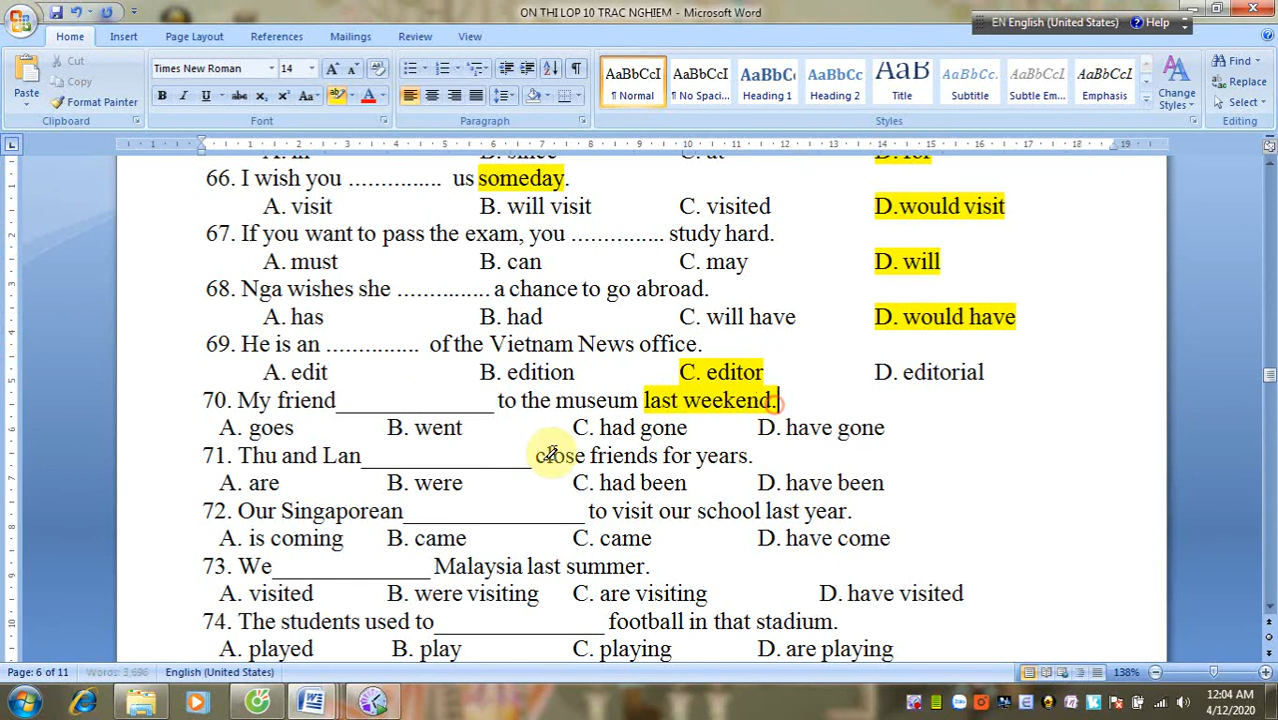 ON THI LOP 10 TRAC NGHIEM - Microsoft Word
EN English (United States) Help
Home Insert Page Layout References Mailings Review View
Paste Cut Copy Format Painter Clipboard
Times New Roman 14 Font
Paragraph
AaBbCcI ¶ Normal AaBbCcI ¶ No Spaci... AaBbCc Heading 1 AaBbCc Heading 2 AaB Title AaBbCcI Subtitle AaBbCcI Subtle Em... AaBbCcI Emphasis Change Styles Styles
Find Replace Select Editing
66. I wish you ............... us someday.
A. visit B. will visit C. visited D.would visit
67. If you want to pass the exam, you ............... study hard.
A. must B. can C. may D. will
68. Nga wishes she ............... a chance to go abroad.
A. has B. had C. will have D. would have
69. He is an ............... of the Vietnam News office.
A. edit B. edition C. editor D. editorial
70. My friend_____________ to the museum last weekend.
A. goes B. went C. had gone D. have gone
71. Thu and Lan______________ close friends for years.
A. are B. were C. had been D. have been
72. Our Singaporean_______________ to visit our school last year.
A. is coming B. came C. came D. have come
73. We_____________ Malaysia last summer.
A. visited B. were visiting C. are visiting D. have visited
74. The students used to______________ football in that stadium.
A. played B. play C. playing D. are playing
Page: 6 of 11 Words: 3,696 English (United States) 138%
12:04 AM
4/12/2020